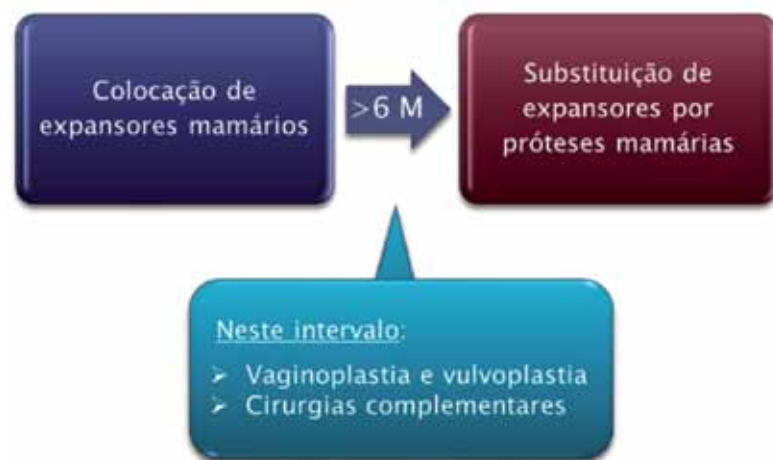 Colocação de
expansores mamários
>6 M
Substituição de
expansores por
próteses mamárias
Neste intervalo:
➢ Vaginoplastia e vulvoplastia
➢ Cirurgias complementares